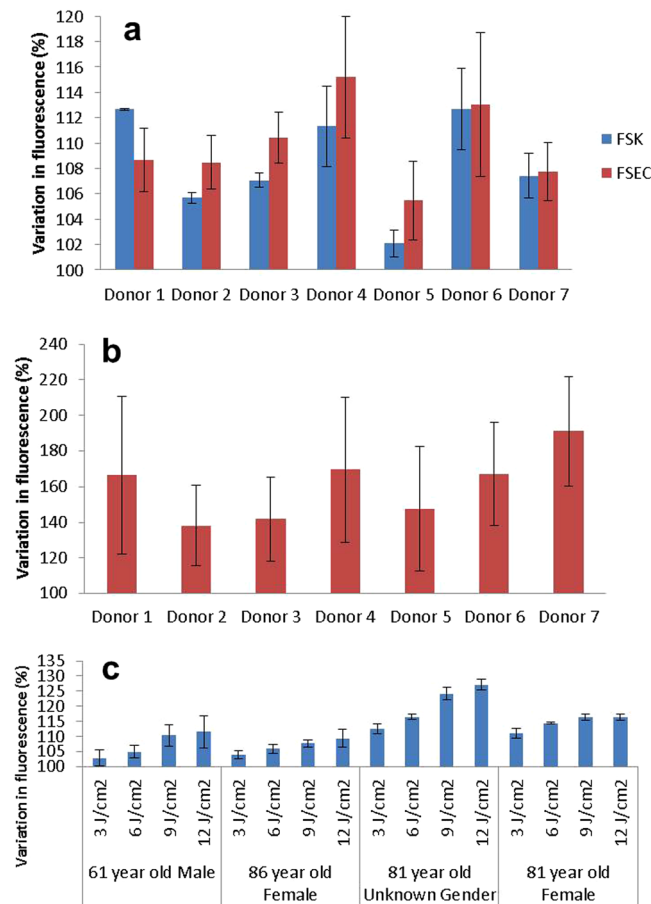 a
Variation in fluorescence (%)
120
118
116
114
112
110
108
106
104
102
100
Donor 1 Donor 2 Donor 3 Donor 4 Donor 5 Donor 6 Donor 7
FSK
FSEC
b
Variation in fluorescence (%)
240
220
200
180
160
140
120
100
Donor 1 Donor 2 Donor 3 Donor 4 Donor 5 Donor 6 Donor 7
c
Variation in fluorescence (%)
135
130
125
120
115
110
105
100
3 J/cm2 6 J/cm2 9 J/cm2 12 J/cm2 3 J/cm2 6 J/cm2 9 J/cm2 12 J/cm2 3 J/cm2 6 J/cm2 9 J/cm2 12 J/cm2 3 J/cm2 6 J/cm2 9 J/cm2 12 J/cm2
61 year old Male
86 year old
Female
81 year old
Unknown Gender
81 year old
Female